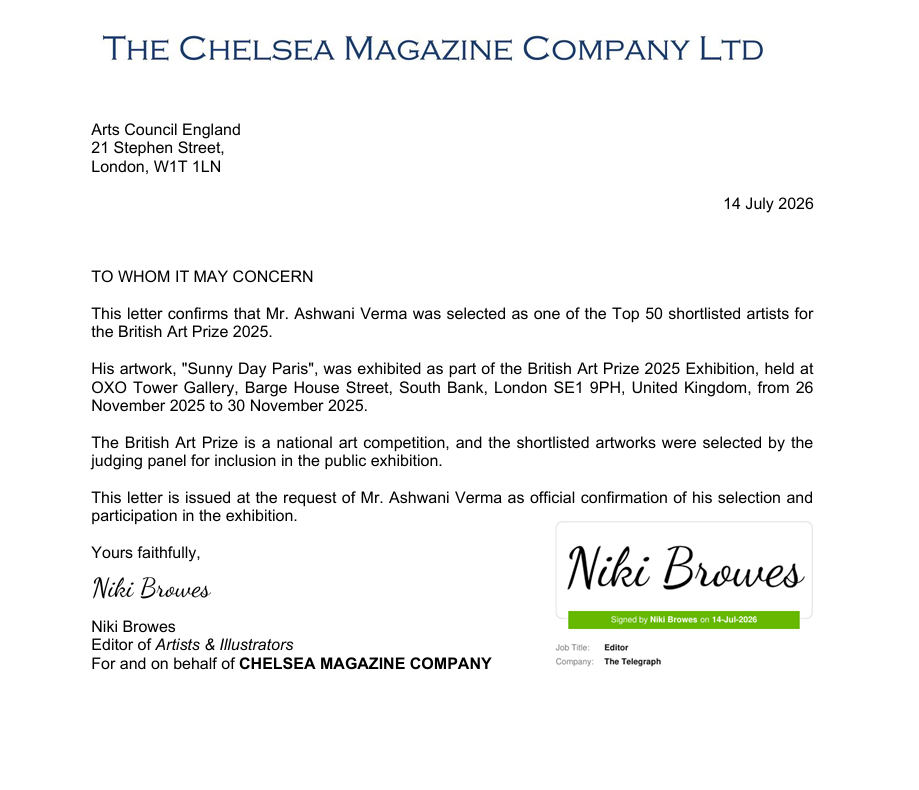 THE CHELSEA MAGAZINE COMPANY LTD
Arts Council England
21 Stephen Street,
London, W1T 1LN
14 July 2026
TO WHOM IT MAY CONCERN
This letter confirms that Mr. Ashwani Verma was selected as one of the Top 50 shortlisted artists for
the British Art Prize 2025.
His artwork, "Sunny Day Paris", was exhibited as part of the British Art Prize 2025 Exhibition, held at
OXO Tower Gallery, Barge House Street, South Bank, London SE1 9PH, United Kingdom, from 26
November 2025 to 30 November 2025.
The British Art Prize is a national art competition, and the shortlisted artworks were selected by the
judging panel for inclusion in the public exhibition.
This letter is issued at the request of Mr. Ashwani Verma as official confirmation of his selection and
participation in the exhibition.
Yours faithfully,
Niki Browes
Niki Browes
Editor of Artists & Illustrators
For and on behalf of CHELSEA MAGAZINE COMPANY
Niki Browes
Signed by Niki Browes on 14-Jul-2026
Job Title: Editor
Company: The Telegraph